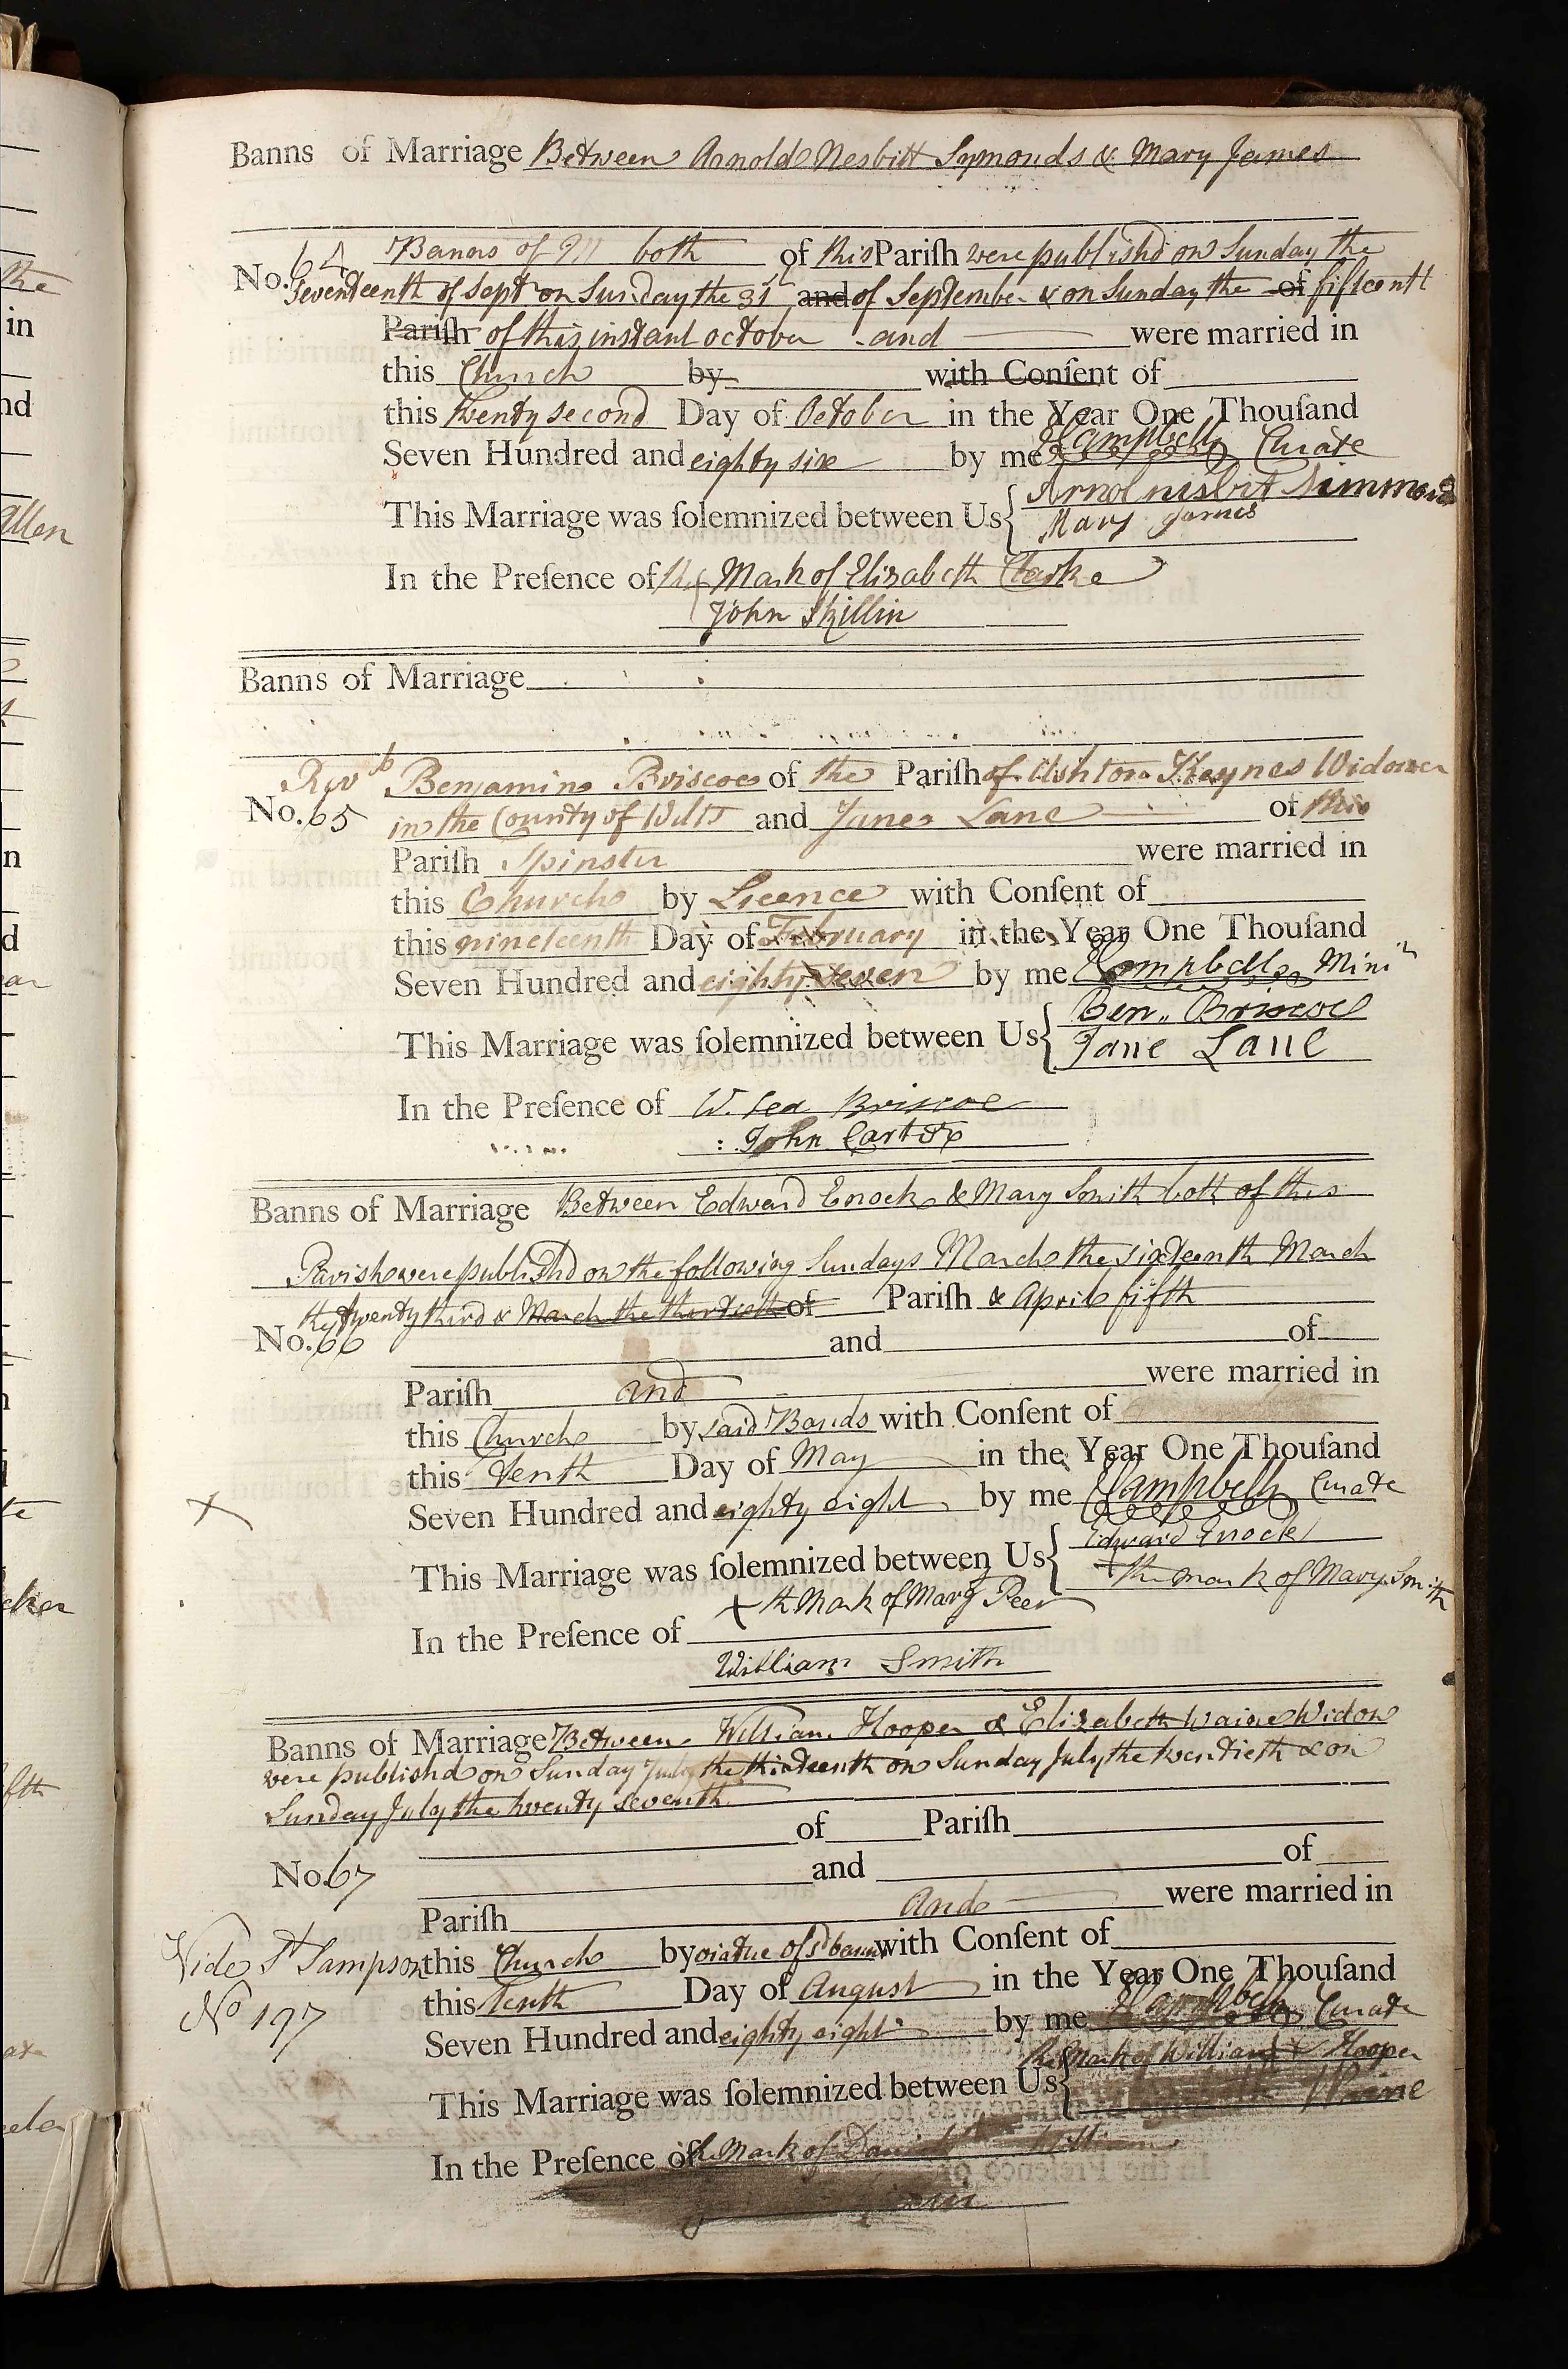 Banns of Marriage Between Arnold Nesbitt Symonds & Mary James
Banns of M both of this Pariſh were publishd on Sunday the
No. 64 Seventeenth of Sept on Sunday the 31 and of September & on Sunday the of fifteenth
Pariſh of this instant october and were married in
this Church by with Conſent of
this twenty second Day of October in the Year One Thouſand
Seven Hundred and eighty six by me Campbell Curate
This Marriage was ſolemnized between Us { Arnol nisbit Simmons
Mary James
In the Preſence of the Mark of Elizabeth Clarke
John Skillin
Banns of Marriage
Revd Benjamin Briscoe of the Pariſh of Ashton Keynes Widower
No. 65 in the County of Wilts and Jane Lane of this
Pariſh Spinster were married in
this Church by Licence with Conſent of
this nineteenth Day of February in the Year One Thouſand
Seven Hundred and eighty seven by me Campbell Minir
This Marriage was ſolemnized between Us { Ben. Briscoe
Jane Lane
In the Preſence of W. Lea Briscoe
John Carter
Banns of Marriage Between Edward Enock & Mary Smith both of this
Parish were publishd on the following Sundays March the sixteenth March
the twenty third & March the thirtieth of Pariſh & April fifth
No. 66 and of
Pariſh and were married in
this Church by said Bands with Conſent of
this Tenth Day of May in the Year One Thouſand
Seven Hundred and eighty eight by me Campbell Curate
X
This Marriage was ſolemnized between Us { Edward Enock
+ the mark of Mary Smith
+ th Mark of Mary Peer
In the Preſence of
William Smith
Banns of Marriage Between William Hooper & Elizabeth Waine Widow
were publishd on Sunday July the thirteenth on Sunday July the twentieth & on
Sunday July the twenty seventh
of Pariſh
No. 67 and of
Pariſh And were married in
Vide St Sampson this Church by virtue of sd banns with Conſent of
No 197 this tenth Day of August in the Year One Thouſand
Seven Hundred and eighty eight by me Campbell Curate
the Mark of William X Hooper
This Marriage was ſolemnized between Us { Waine
In the Preſence of the Mark of Daniel
allen
the
in